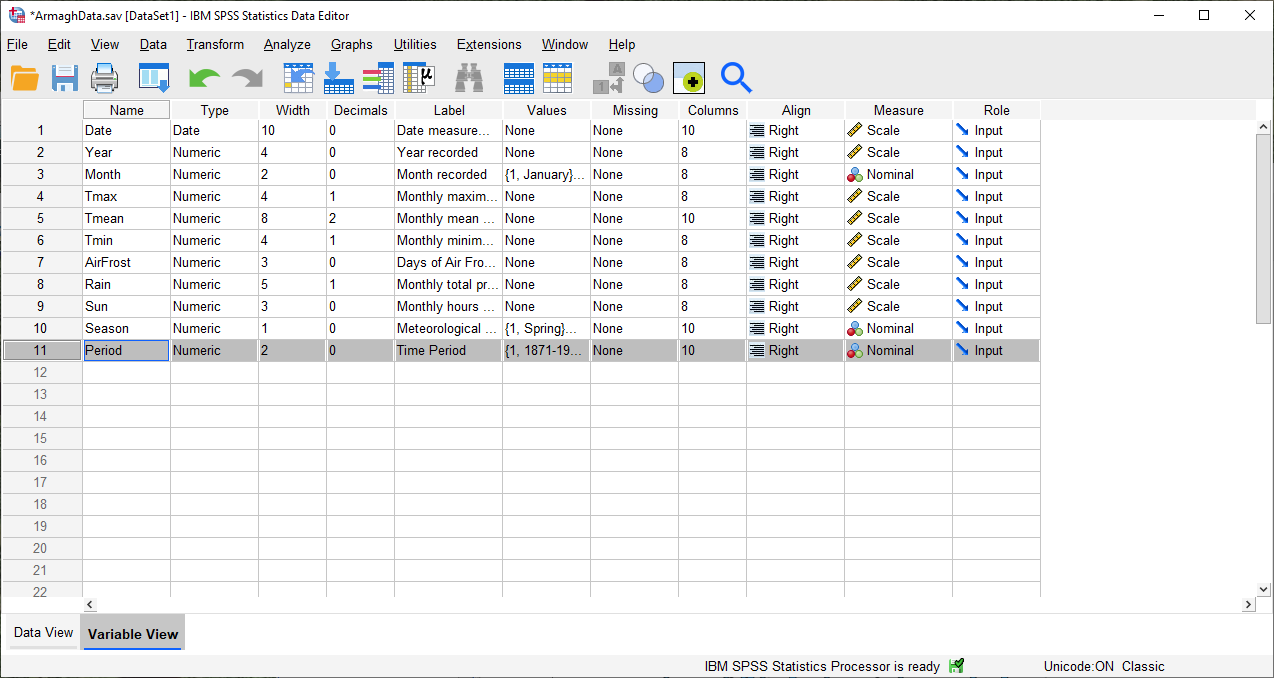 *ArmaghData.sav [DataSet1] - IBM SPSS Statistics Data Editor
File Edit View Data Transform Analyze Graphs Utilities Extensions Window Help
Name Type Width Decimals Label Values Missing Columns Align Measure Role
1 Date Date 10 0 Date measure... None None 10 Right Scale Input
2 Year Numeric 4 0 Year recorded None None 8 Right Scale Input
3 Month Numeric 2 0 Month recorded {1, January}... None 8 Right Nominal Input
4 Tmax Numeric 4 1 Monthly maxim... None None 8 Right Scale Input
5 Tmean Numeric 8 2 Monthly mean ... None None 10 Right Scale Input
6 Tmin Numeric 4 1 Monthly minim... None None 8 Right Scale Input
7 AirFrost Numeric 3 0 Days of Air Fro... None None 8 Right Scale Input
8 Rain Numeric 5 1 Monthly total pr... None None 8 Right Scale Input
9 Sun Numeric 3 0 Monthly hours ... None None 8 Right Scale Input
10 Season Numeric 1 0 Meteorological ... {1, Spring}... None 10 Right Nominal Input
11 Period Numeric 2 0 Time Period {1, 1871-19... None 10 Right Nominal Input
12
13
14
15
16
17
18
19
20
21
22
Data View Variable View
IBM SPSS Statistics Processor is ready Unicode:ON Classic